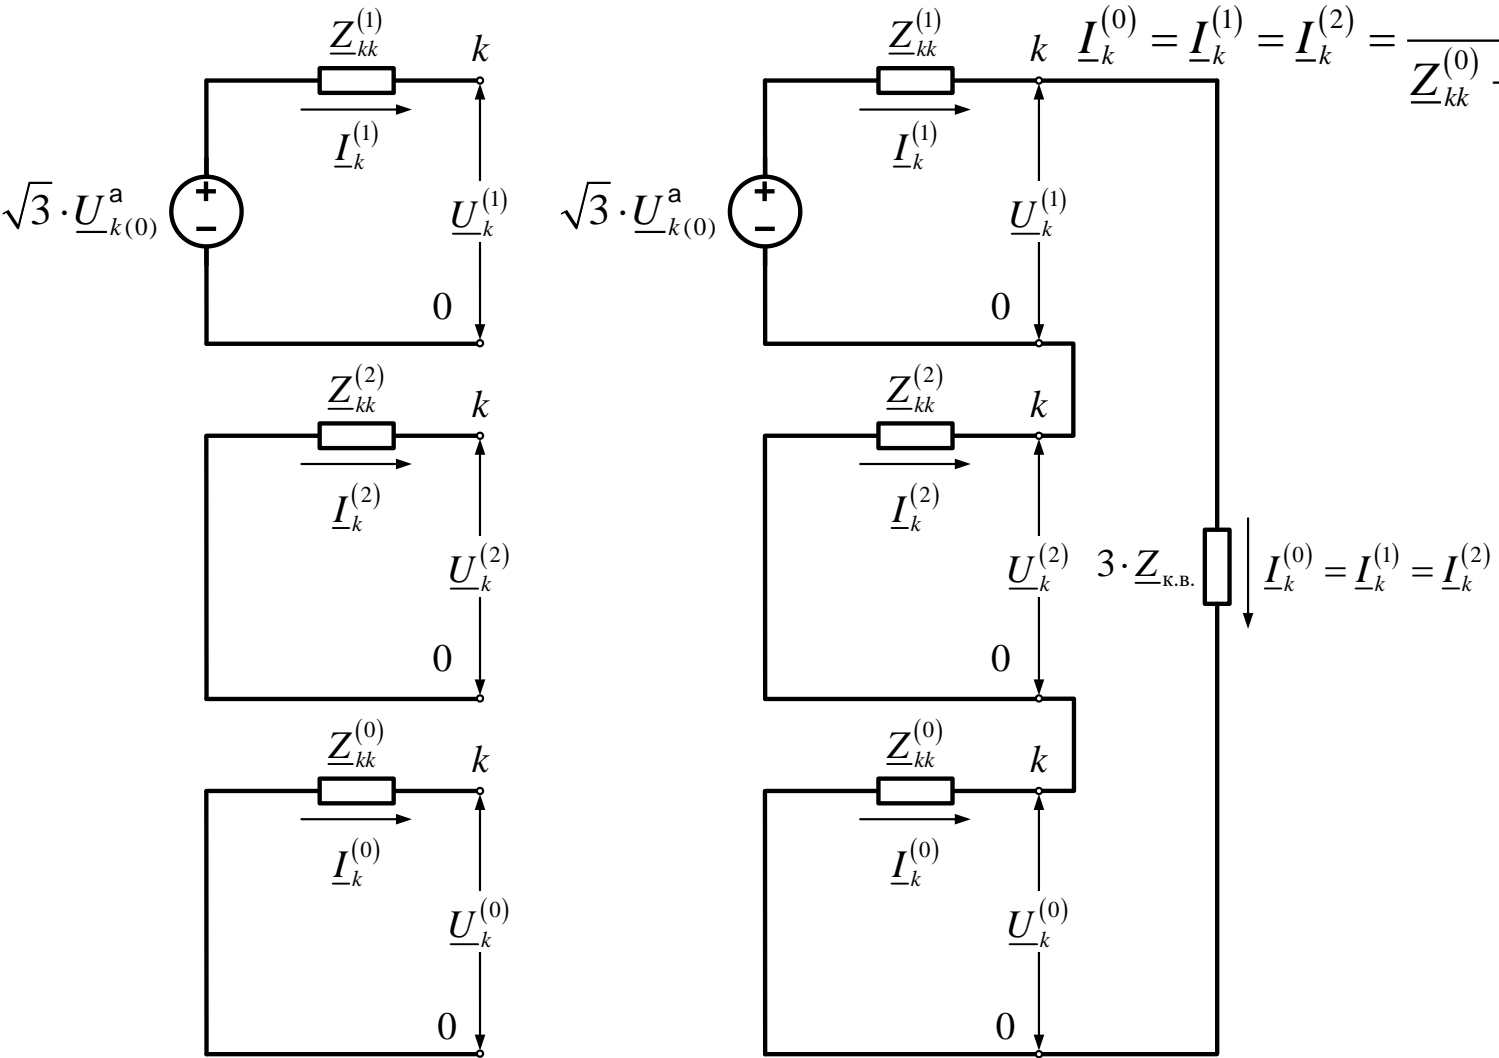 Z_kk^(1)
k
I_k^(1)
√3 · U_k(0)^a
+
−
U_k^(1)
0
Z_kk^(2)
k
I_k^(2)
U_k^(2)
0
Z_kk^(0)
k
I_k^(0)
U_k^(0)
0
Z_kk^(1)
k
I_k^(1)
√3 · U_k(0)^a
+
−
U_k^(1)
0
Z_kk^(2)
k
I_k^(2)
U_k^(2)
0
Z_kk^(0)
k
I_k^(0)
U_k^(0)
0
I_k^(0) = I_k^(1) = I_k^(2) =
Z_kk^(0)
3 · Z_к.в.
I_k^(0) = I_k^(1) = I_k^(2)